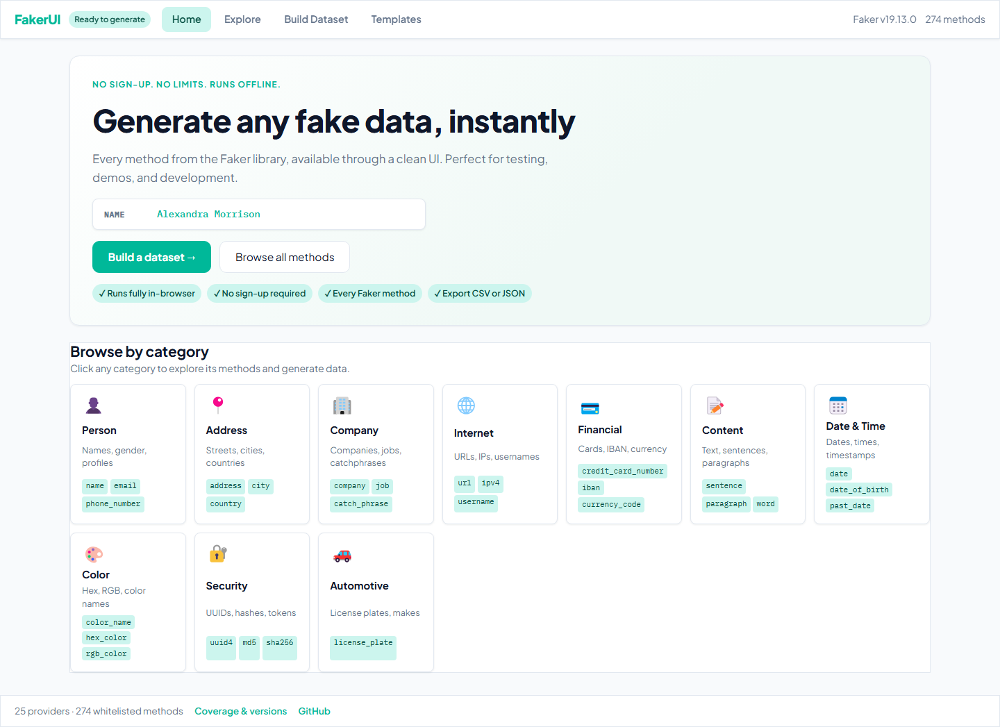 FakerUI Ready to generate Home Explore Build Dataset Templates Faker v19.13.0 274 methods
NO SIGN-UP. NO LIMITS. RUNS OFFLINE.
Generate any fake data, instantly
Every method from the Faker library, available through a clean UI. Perfect for testing,
demos, and development.
NAME Alexandra Morrison
Build a dataset → Browse all methods
✓ Runs fully in-browser ✓ No sign-up required ✓ Every Faker method ✓ Export CSV or JSON
Browse by category
Click any category to explore its methods and generate data.
Person
Names, gender,
profiles
name email
phone_number
Address
Streets, cities,
countries
address city
country
Company
Companies, jobs,
catchphrases
company job
catch_phrase
Internet
URLs, IPs, usernames
url ipv4
username
Financial
Cards, IBAN, currency
credit_card_number
iban
currency_code
Content
Text, sentences,
paragraphs
sentence
paragraph word
Date & Time
Dates, times,
timestamps
date
date_of_birth
past_date
Color
Hex, RGB, color
names
color_name
hex_color
rgb_color
Security
UUIDs, hashes, tokens
uuid4 md5 sha256
Automotive
License plates, makes
license_plate
25 providers · 274 whitelisted methods Coverage & versions GitHub